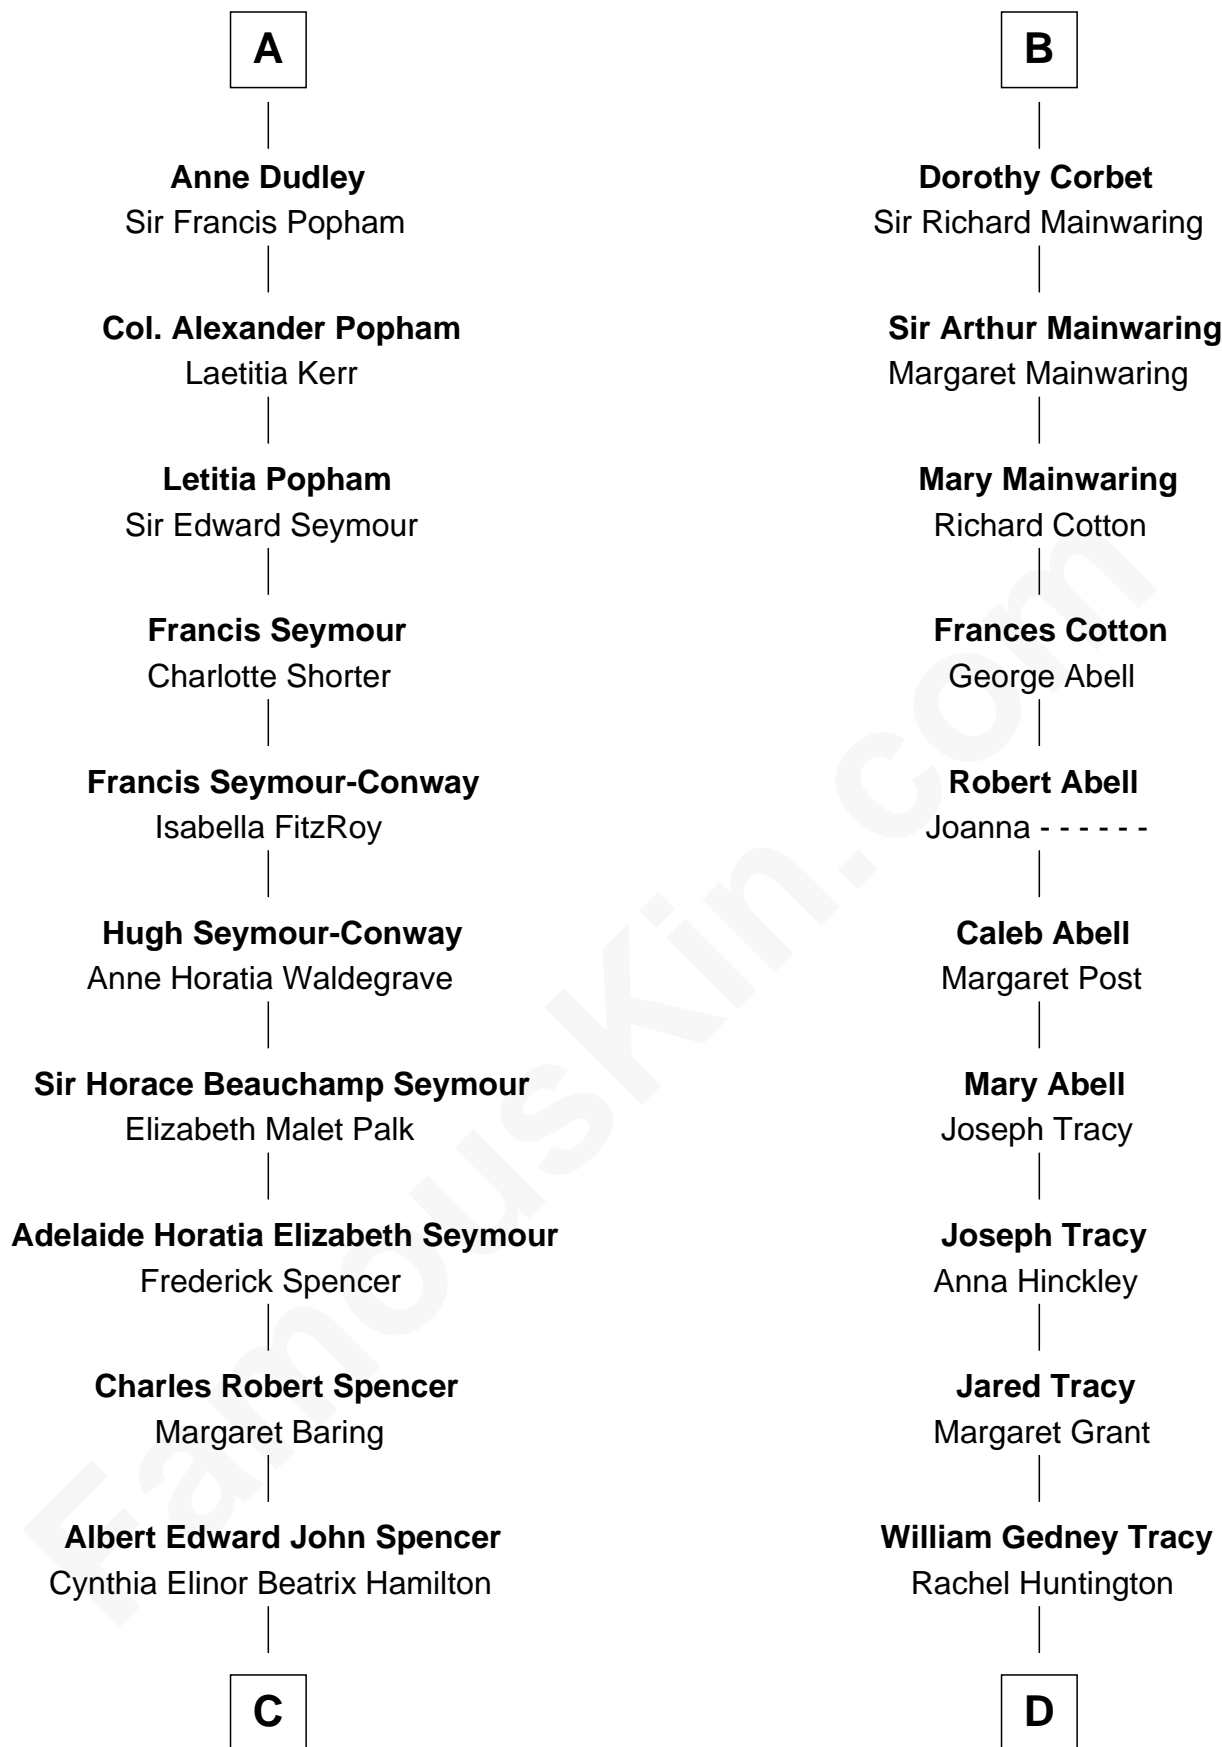 A
Anne Dudley
Sir Francis Popham
Col. Alexander Popham
Laetitia Kerr
Letitia Popham
Sir Edward Seymour
Francis Seymour
Charlotte Shorter
Francis Seymour-Conway
Isabella FitzRoy
Hugh Seymour-Conway
Anne Horatia Waldegrave
Sir Horace Beauchamp Seymour
Elizabeth Malet Palk
Adelaide Horatia Elizabeth Seymour
Frederick Spencer
Charles Robert Spencer
Margaret Baring
Albert Edward John Spencer
Cynthia Elinor Beatrix Hamilton
C
B
Dorothy Corbet
Sir Richard Mainwaring
Sir Arthur Mainwaring
Margaret Mainwaring
Mary Mainwaring
Richard Cotton
Frances Cotton
George Abell
Robert Abell
Joanna - - - - - -
Caleb Abell
Margaret Post
Mary Abell
Joseph Tracy
Joseph Tracy
Anna Hinckley
Jared Tracy
Margaret Grant
William Gedney Tracy
Rachel Huntington
D
FamousKin.com